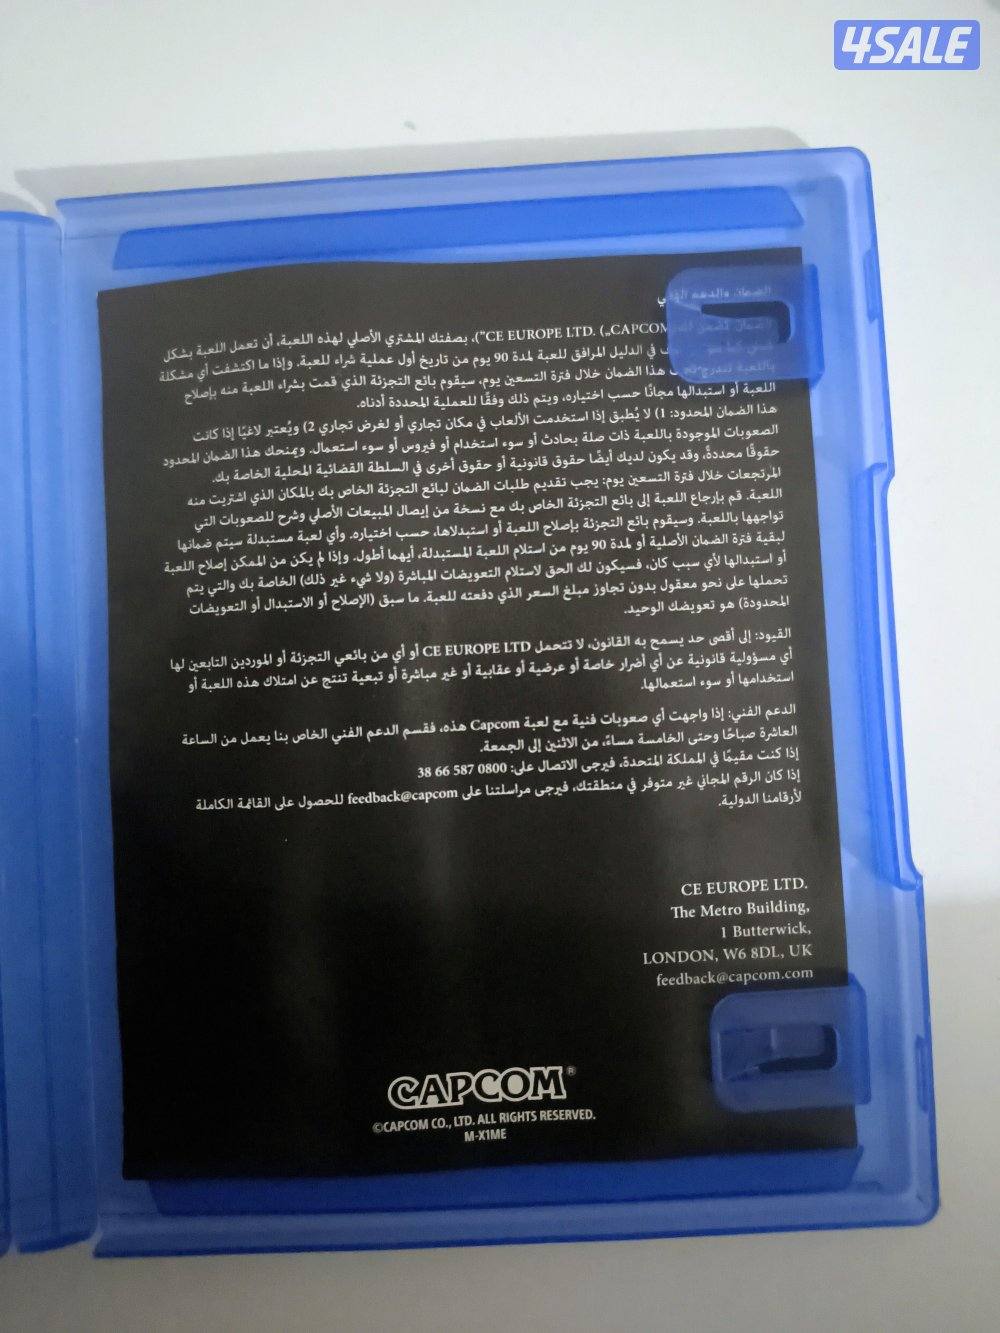 4SALE
الضمان والدعم الفني
CE EUROPE LTD. („CAPCOM”)، بصفتك المشتري الأصلي لهذه اللعبة، أن تعمل اللعبة بشكل
في الدليل المرافق للعبة لمدة 90 يوم من تاريخ أول عملية شراء للعبة. وإذا ما اكتشفت أي مشكلة
باللعبة تندرج هذا الضمان خلال فترة التسعين يوم، سيقوم بائع التجزئة الذي قمت بشراء اللعبة منه بإصلاح
اللعبة أو استبدالها مجانًا حسب اختياره، ويتم ذلك وفقًا للعملية المحددة أدناه.
هذا الضمان المحدود: 1) لا يُطبق إذا استخدمت الألعاب في مكان تجاري أو لغرض تجاري 2) ويُعتبر لاغيًا إذا كانت
الصعوبات الموجودة باللعبة ذات صلة بحادث أو سوء استخدام أو فيروس أو سوء استعمال. ويمنحك هذا الضمان المحدود
حقوقًا محددةً، وقد يكون لديك أيضًا حقوق قانونية أو حقوق أخرى في السلطة القضائية المحلية الخاصة بك.
المرتجعات خلال فترة التسعين يوم: يجب تقديم طلبات الضمان لبائع التجزئة الخاص بك بالمكان الذي اشتريت منه
اللعبة. قم بإرجاع اللعبة إلى بائع التجزئة الخاص بك مع نسخة من إيصال المبيعات الأصلي وشرح للصعوبات التي
تواجهها باللعبة. وسيقوم بائع التجزئة بإصلاح اللعبة أو استبدلاها، حسب اختياره. وأي لعبة مستبدلة سيتم ضمانها
لبقية فترة الضمان الأصلية أو لمدة 90 يوم من استلام اللعبة المستبدلة، أيهما أطول. وإذا لم يكن من الممكن إصلاح اللعبة
أو استبدالها لأي سبب كان، فسيكون لك الحق لاستلام التعويضات المباشرة (ولا شيء غير ذلك) الخاصة بك والتي يتم
تحملها على نحو معقول بدون تجاوز مبلغ السعر الذي دفعته للعبة. ما سبق (الإصلاح أو الاستبدال أو التعويضات
المحدودة) هو تعويضك الوحيد.
القيود: إلى أقصى حد يسمح به القانون، لا تتحمل CE EUROPE LTD أو أي من بائعي التجزئة أو الموردين التابعين لها
أي مسؤولية قانونية عن أي أضرار خاصة أو عرضية أو عقابية أو غير مباشرة أو تبعية تنتج عن امتلاك هذه اللعبة أو
استخدامها أو سوء استعمالها.
الدعم الفني: إذا واجهت أي صعوبات فنية مع لعبة Capcom هذه، فقسم الدعم الفني الخاص بنا يعمل من الساعة
العاشرة صباحًا وحتى الخامسة مساءً، من الاثنين إلى الجمعة.
إذا كنت مقيمًا في المملكة المتحدة، فيرجى الاتصال على: 0800 587 66 38
إذا كان الرقم المجاني غير متوفر في منطقتك، فيرجى مراسلتنا على feedback@capcom للحصول على القائمة الكاملة
لأرقامنا الدولية.
CE EUROPE LTD.
The Metro Building,
1 Butterwick,
LONDON, W6 8DL, UK
feedback@capcom.com
CAPCOM®
©CAPCOM CO., LTD. ALL RIGHTS RESERVED.
M-X1ME